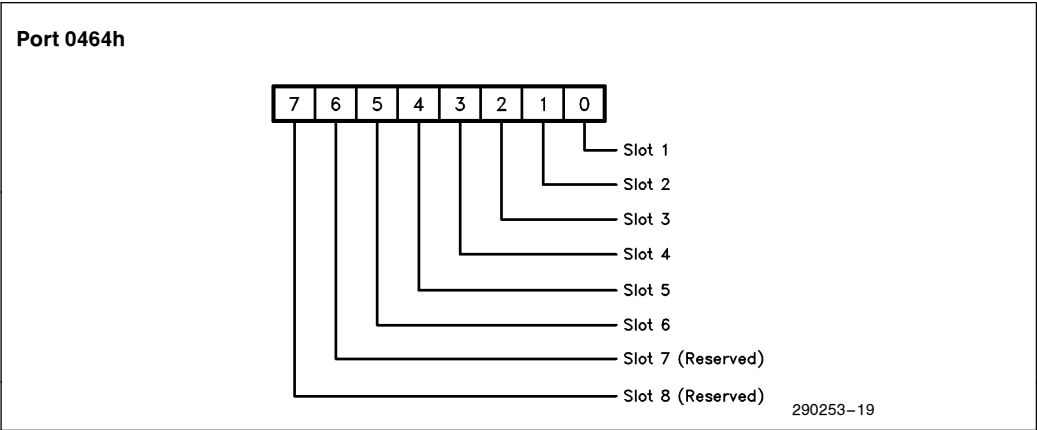 Port 0464h
7 6 5 4 3 2 1 0
Slot 1
Slot 2
Slot 3
Slot 4
Slot 5
Slot 6
Slot 7 (Reserved)
Slot 8 (Reserved)
290253–19